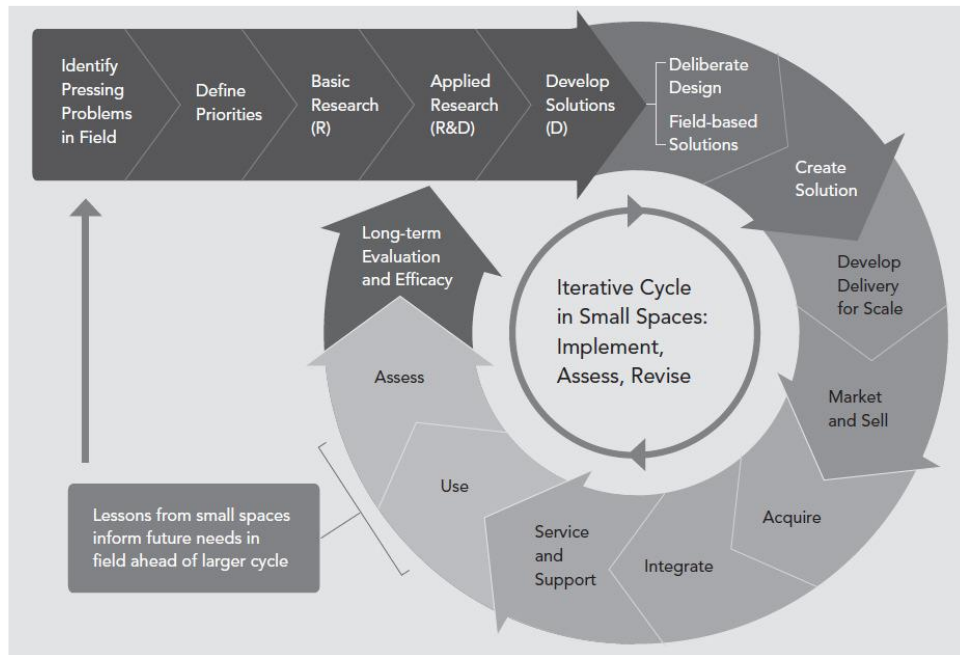 Identify
Pressing
Problems
in Field
Define
Priorities
Basic
Research
(R)
Applied
Research
(R&D)
Develop
Solutions
(D)
Deliberate
Design
Field-based
Solutions
Create
Solution
Develop
Delivery
for Scale
Market
and Sell
Acquire
Integrate
Service
and
Support
Use
Assess
Long-term
Evaluation
and Efficacy
Iterative Cycle
in Small Spaces:
Implement,
Assess, Revise
Lessons from small spaces
inform future needs in
field ahead of larger cycle